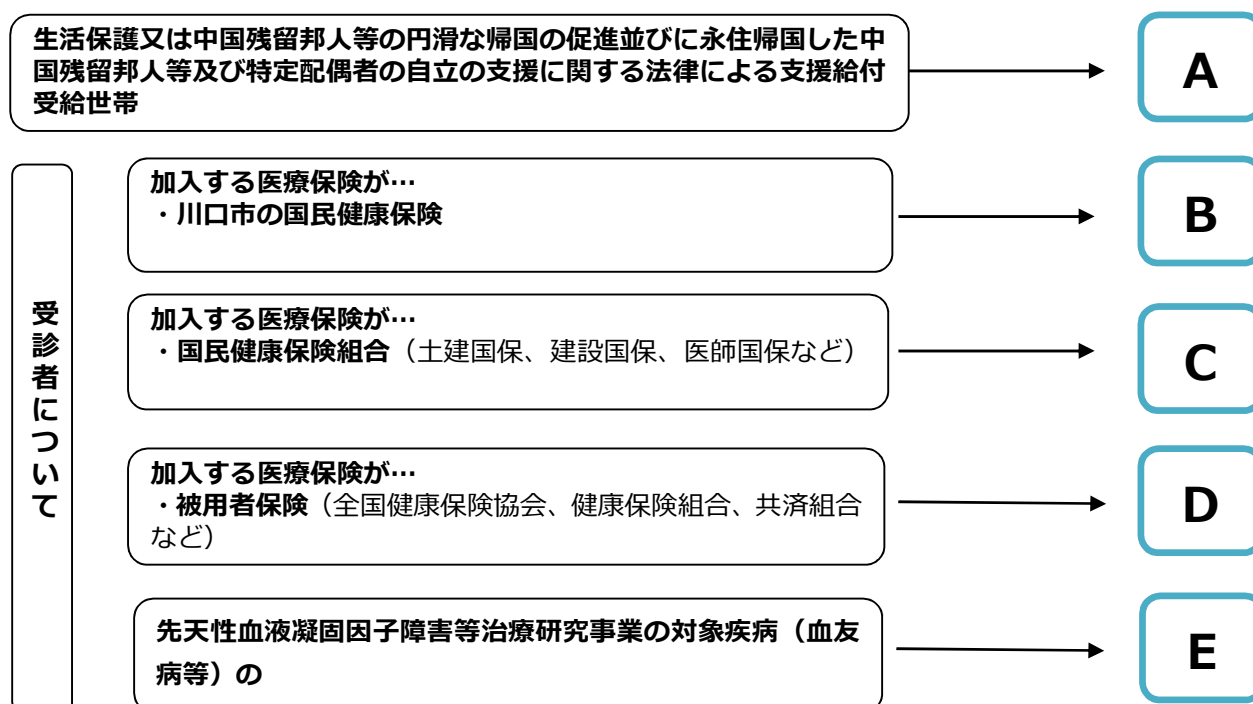 生活保護又は中国残留邦人等の円滑な帰国の促進並びに永住帰国した中
国残留邦人等及び特定配偶者の自立の支援に関する法律による支援給付
受給世帯
A
受診者について
加入する医療保険が…
・川口市の国民健康保険
B
加入する医療保険が…
・国民健康保険組合（土建国保、建設国保、医師国保など）
C
加入する医療保険が…
・被用者保険（全国健康保険協会、健康保険組合、共済組合
など）
D
先天性血液凝固因子障害等治療研究事業の対象疾病（血友
病等）の
E